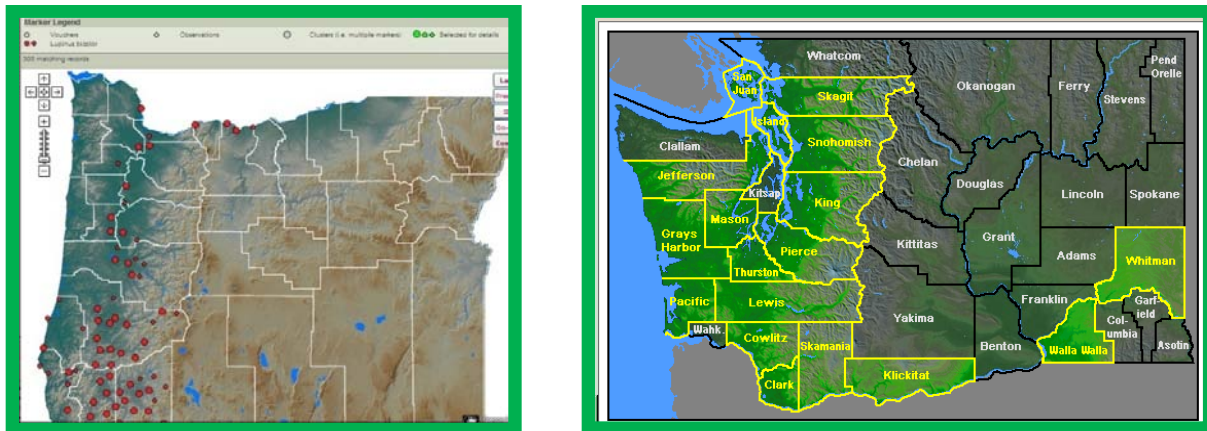 Marker Legend
Vouchers
Observations
Clusters (i.e. multiple markers)
Selected for details
Lupinus bicolor
matching records
San
Juan
Whatcom
Skagit
Okanogan
Ferry
Stevens
Pend
Orelle
Island
Clallam
Snohomish
Chelan
Jefferson
Kitsap
Douglas
Lincoln
Spokane
Mason
King
Grays
Harbor
Kittitas
Grant
Adams
Whitman
Pierce
Thurston
Pacific
Lewis
Franklin
Garf-
ield
Yakima
Wahk.
Cowlitz
Skamania
Benton
Walla Walla
Col-
umbia
Asotin
Clark
Klickitat